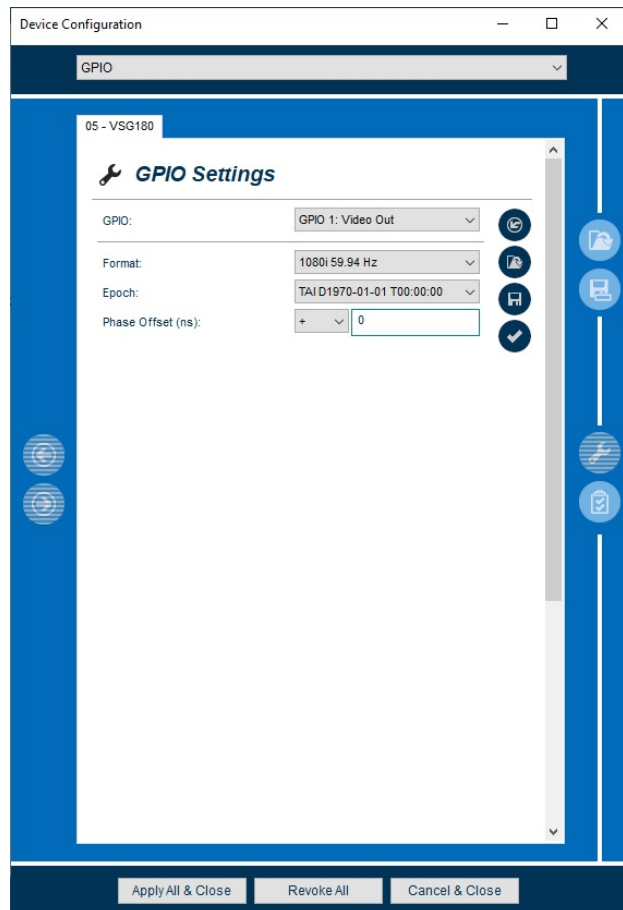 Device Configuration
GPIO
05 - VSG180
GPIO Settings
GPIO: GPIO 1: Video Out
Format: 1080i 59.94 Hz
Epoch: TAI D1970-01-01 T00:00:00
Phase Offset (ns): + 0
Apply All & Close Revoke All Cancel & Close